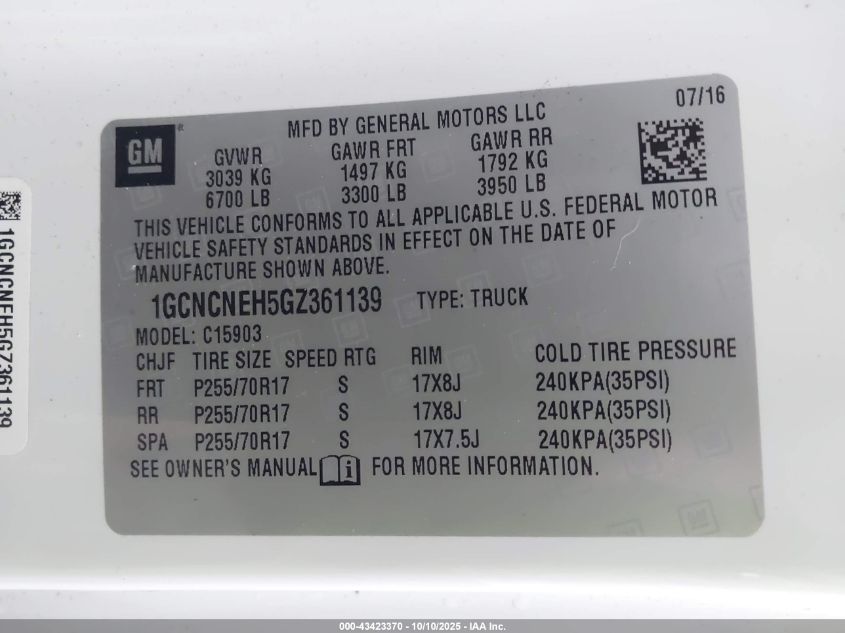 07/16
GM
MFD BY GENERAL MOTORS LLC
GVWR GAWR FRT GAWR RR
3039 KG 1497 KG 1792 KG
6700 LB 3300 LB 3950 LB
THIS VEHICLE CONFORMS TO ALL APPLICABLE U.S. FEDERAL MOTOR
VEHICLE SAFETY STANDARDS IN EFFECT ON THE DATE OF
MANUFACTURE SHOWN ABOVE.
1GCNCNEH5GZ361139 TYPE: TRUCK
MODEL: C15903
CHJF TIRE SIZE SPEED RTG RIM COLD TIRE PRESSURE
FRT P255/70R17 S 17X8J 240KPA(35PSI)
RR P255/70R17 S 17X8J 240KPA(35PSI)
SPA P255/70R17 S 17X7.5J 240KPA(35PSI)
SEE OWNER'S MANUAL FOR MORE INFORMATION.
1GCNCNEH5GZ361139
000-43423370 - 10/10/2025 - IAA Inc.